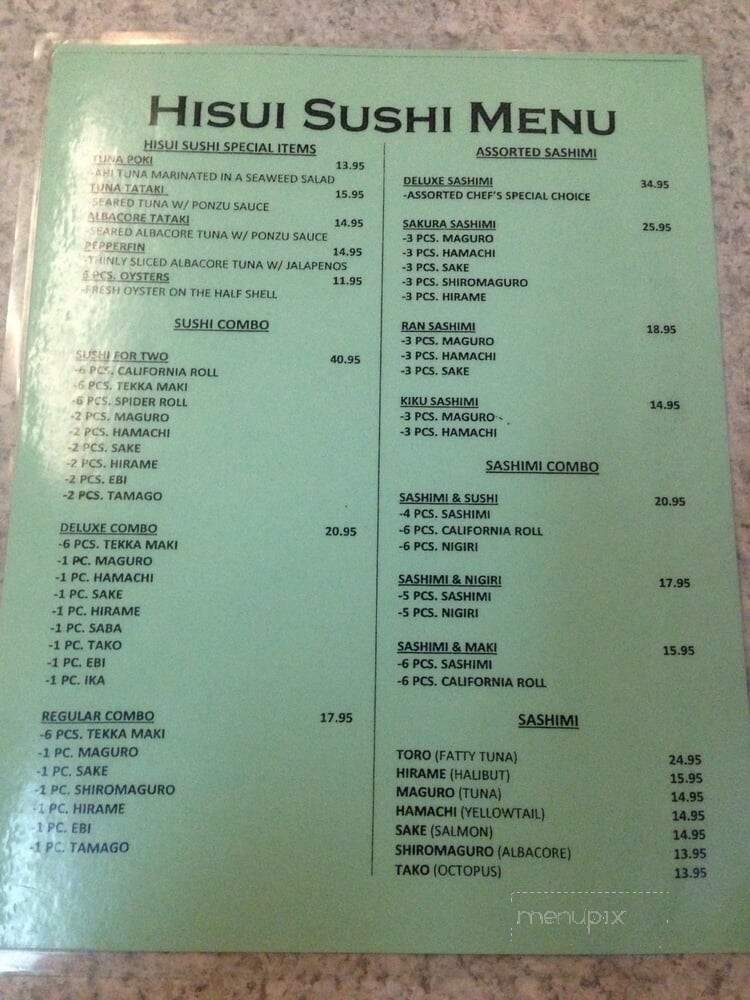 HISUI SUSHI MENU
HISUI SUSHI SPECIAL ITEMS
TUNA POKI 13.95
-AHI TUNA MARINATED IN A SEAWEED SALAD
TUNA TATAKI 15.95
-SEARED TUNA W/ PONZU SAUCE
ALBACORE TATAKI 14.95
-SEARED ALBACORE TUNA W/ PONZU SAUCE
PEPPERFIN 14.95
-THINLY SLICED ALBACORE TUNA W/ JALAPENOS
6 PCS. OYSTERS 11.95
-FRESH OYSTER ON THE HALF SHELL
SUSHI COMBO
SUSHI FOR TWO 40.95
-6 PCS. CALIFORNIA ROLL
-6 PCS. TEKKA MAKI
-6 PCS. SPIDER ROLL
-2 PCS. MAGURO
-2 PCS. HAMACHI
-2 PCS. SAKE
-2 PCS. HIRAME
-2 PCS. EBI
-2 PCS. TAMAGO
DELUXE COMBO 20.95
-6 PCS. TEKKA MAKI
-1 PC. MAGURO
-1 PC. HAMACHI
-1 PC. SAKE
-1 PC. HIRAME
-1 PC. SABA
-1 PC. TAKO
-1 PC. EBI
-1 PC. IKA
REGULAR COMBO 17.95
-6 PCS. TEKKA MAKI
-1 PC. MAGURO
-1 PC. SAKE
-1 PC. SHIROMAGURO
-1 PC. HIRAME
-1 PC. EBI
-1 PC. TAMAGO
ASSORTED SASHIMI
DELUXE SASHIMI 34.95
-ASSORTED CHEF'S SPECIAL CHOICE
SAKURA SASHIMI 25.95
-3 PCS. MAGURO
-3 PCS. HAMACHI
-3 PCS. SAKE
-3 PCS. SHIROMAGURO
-3 PCS. HIRAME
RAN SASHIMI 18.95
-3 PCS. MAGURO
-3 PCS. HAMACHI
-3 PCS. SAKE
KIKU SASHIMI 14.95
-3 PCS. MAGURO
-3 PCS. HAMACHI
SASHIMI COMBO
SASHIMI & SUSHI 20.95
-4 PCS. SASHIMI
-6 PCS. CALIFORNIA ROLL
-6 PCS. NIGIRI
SASHIMI & NIGIRI 17.95
-5 PCS. SASHIMI
-5 PCS. NIGIRI
SASHIMI & MAKI 15.95
-6 PCS. SASHIMI
-6 PCS. CALIFORNIA ROLL
SASHIMI
TORO (FATTY TUNA) 24.95
HIRAME (HALIBUT) 15.95
MAGURO (TUNA) 14.95
HAMACHI (YELLOWTAIL) 14.95
SAKE (SALMON) 14.95
SHIROMAGURO (ALBACORE) 13.95
TAKO (OCTOPUS) 13.95
menupix